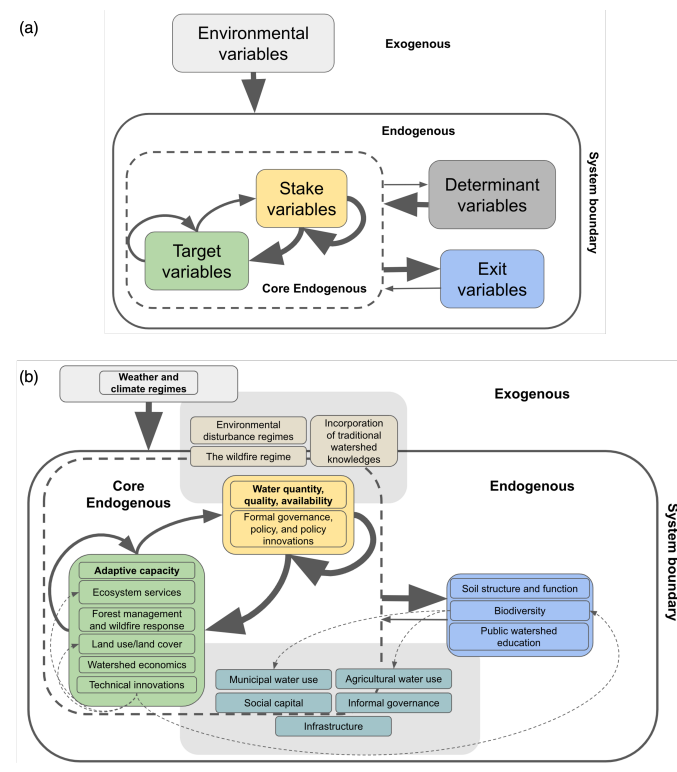 (a)
Environmental
variables
Exogenous
Endogenous
System boundary
Stake
variables
Determinant
variables
Target
variables
Exit
variables
Core Endogenous
(b)
Weather and
climate regimes
Exogenous
Environmental
disturbance regimes
The wildfire regime
Incorporation
of traditional
watershed
knowledges
Core
Endogenous
Endogenous
System boundary
Water quantity,
quality, availability
Formal governance,
policy, and policy
innovations
Adaptive capacity
Ecosystem services
Forest management
and wildfire response
Land use/land cover
Watershed economics
Technical innovations
Soil structure and function
Biodiversity
Public watershed
education
Municipal water use
Agricultural water use
Social capital
Informal governance
Infrastructure